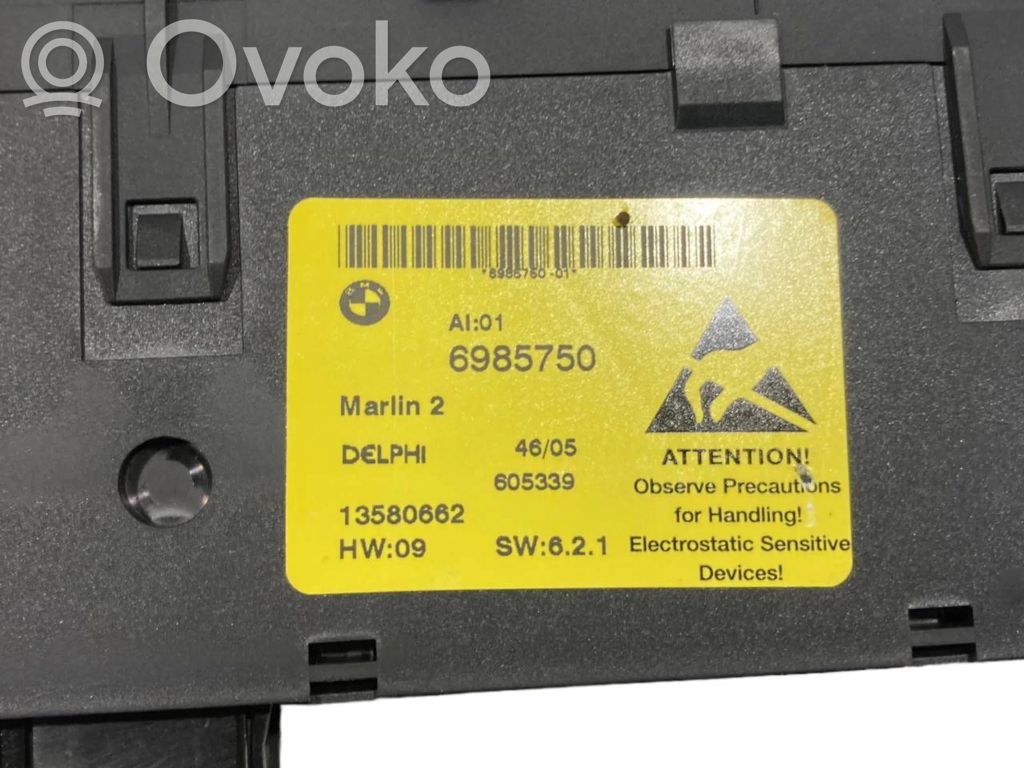 Ovoko
*6985750-01*
BMW
AI:01
6985750
Marlin 2
DELPHI 46/05
605339
13580662
HW:09 SW:6.2.1
ATTENTION!
Observe Precautions
for Handling!
Electrostatic Sensitive
Devices!